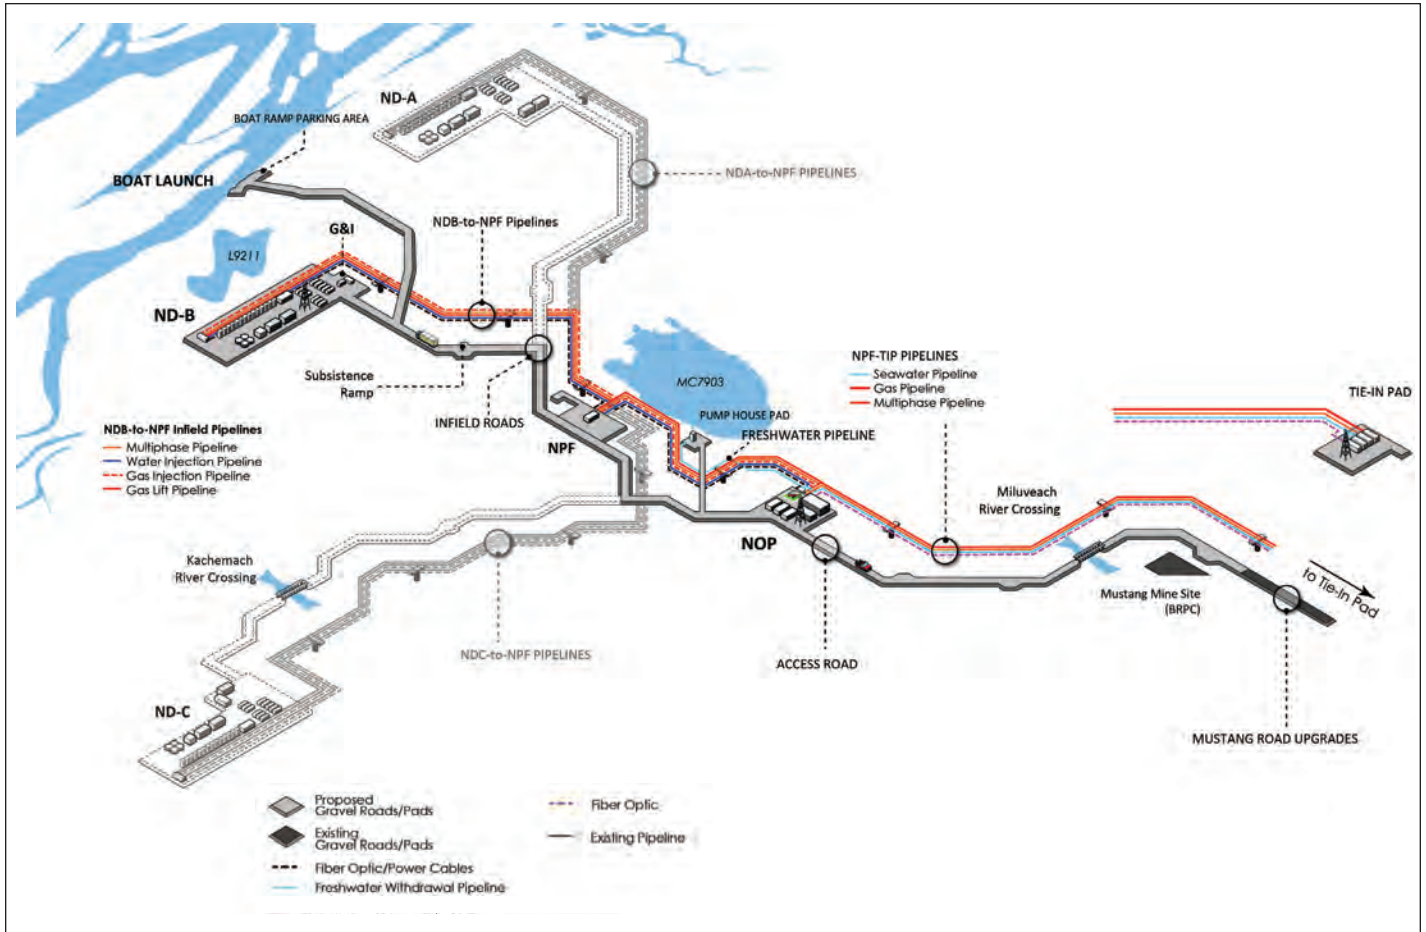 ND-A
BOAT RAMP PARKING AREA
BOAT LAUNCH
NDA-to-NPF PIPELINES
NDB-to-NPF Pipelines
G&I
L9211
ND-B
Subsistence
Ramp
INFIELD ROADS
MC7903
NPF-TIP PIPELINES
Seawater Pipeline
Gas Pipeline
Multiphase Pipeline
TIE-IN PAD
PUMP HOUSE PAD
FRESHWATER PIPELINE
NPF
NDB-to-NPF Infield Pipelines
Multiphase Pipeline
Water Injection Pipeline
Gas Injection Pipeline
Gas Lift Pipeline
Miluveach
River Crossing
NOP
Kachemach
River Crossing
to Tie-In Pad
Mustang Mine Site
(BRPC)
NDC-to-NPF PIPELINES
ACCESS ROAD
ND-C
MUSTANG ROAD UPGRADES
Proposed
Gravel Roads/Pads
Existing
Gravel Roads/Pads
Fiber Optic/Power Cables
Freshwater Withdrawal Pipeline
Fiber Optic
Existing Pipeline